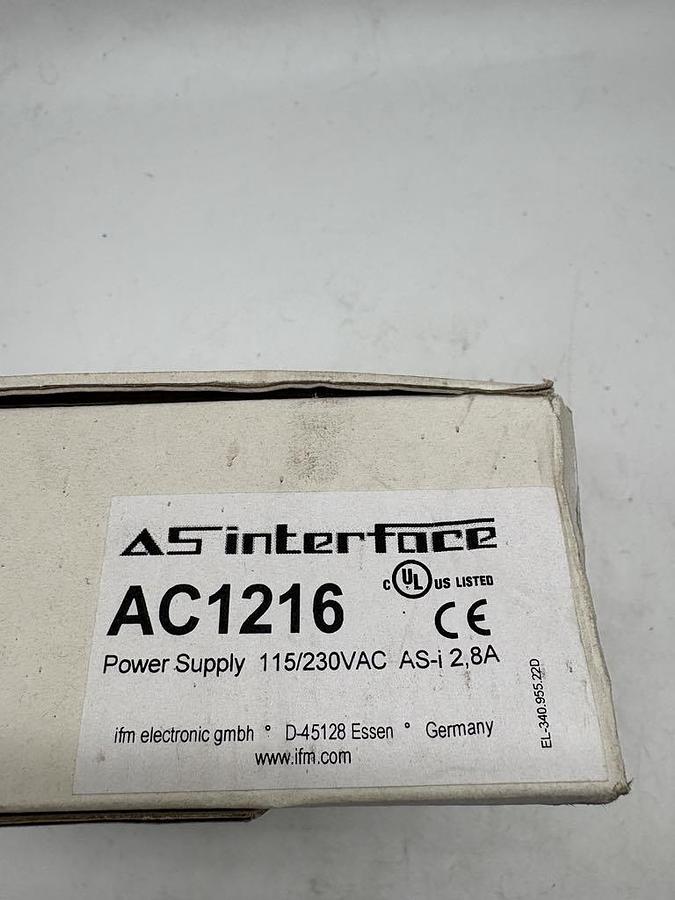 AS interface
AC1216
c UL US LISTED
CE
Power Supply 115/230VAC AS-i 2,8A
ifm electronic gmbh ° D-45128 Essen ° Germany
www.ifm.com
EL-340.955.22D